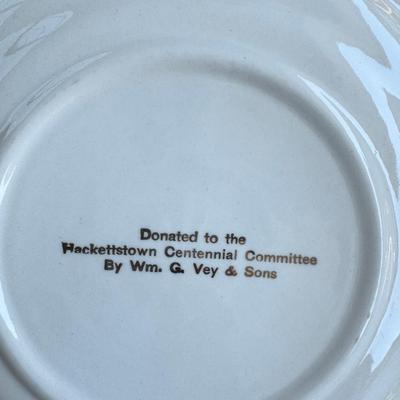 Donated to the
Hackettstown Centennial Committee
By Wm. G. Vey & Sons